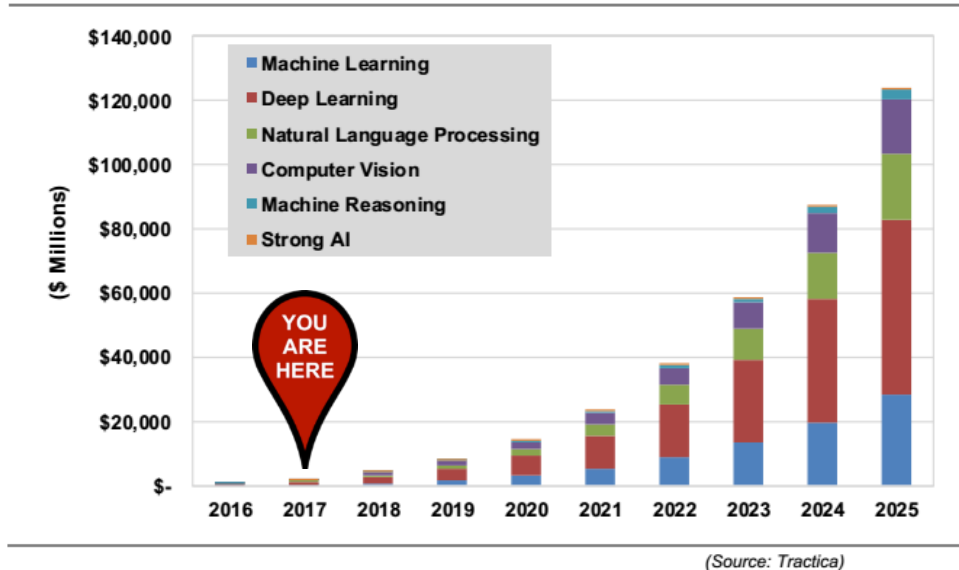 $140,000
$120,000
$100,000
$80,000
$60,000
$40,000
$20,000
$-
($ Millions)
Machine Learning
Deep Learning
Natural Language Processing
Computer Vision
Machine Reasoning
Strong AI
YOU
ARE
HERE
2016 2017 2018 2019 2020 2021 2022 2023 2024 2025
(Source: Tractica)